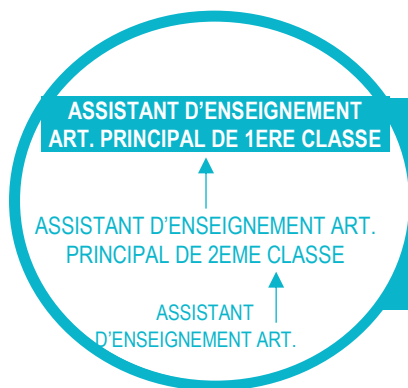 ASSISTANT D’ENSEIGNEMENT
ART. PRINCIPAL DE 1ERE CLASSE
ASSISTANT D’ENSEIGNEMENT ART.
PRINCIPAL DE 2EME CLASSE
ASSISTANT
D’ENSEIGNEMENT ART.